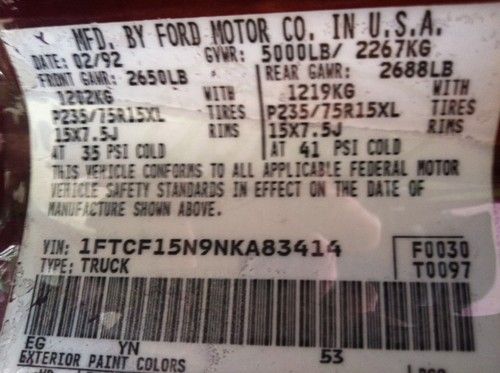 MFD. BY FORD MOTOR CO. IN U.S.A.
DATE: 02/92 GVWR: 5000LB/ 2267KG
FRONT GAWR: 2650LB REAR GAWR: 2688LB
1202KG WITH 1219KG WITH
P235/75R15XL TIRES P235/75R15XL TIRES
15X7.5J RIMS 15X7.5J RIMS
AT 35 PSI COLD AT 41 PSI COLD
THIS VEHICLE CONFORMS TO ALL APPLICABLE FEDERAL MOTOR
VEHICLE SAFETY STANDARDS IN EFFECT ON THE DATE OF
MANUFACTURE SHOWN ABOVE.
VIN: 1FTCF15N9NKA83414 F0030
TYPE: TRUCK T0097
EG YN 53
EXTERIOR PAINT COLORS